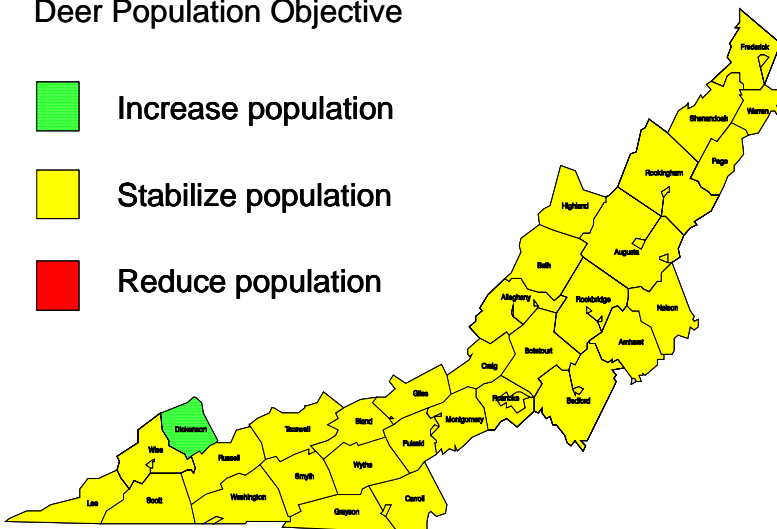 Deer Population Objective
Increase population
Stabilize population
Reduce population
Frederick
Shenandoah
Warren
Page
Rockingham
Highland
Augusta
Bath
Alleghany
Rockbridge
Nelson
Amherst
Botetourt
Craig
Giles
Roanoke
Bedford
Dickenson
Tazewell
Bland
Montgomery
Pulaski
Wise
Russell
Wythe
Smyth
Lee
Scott
Washington
Grayson
Carroll